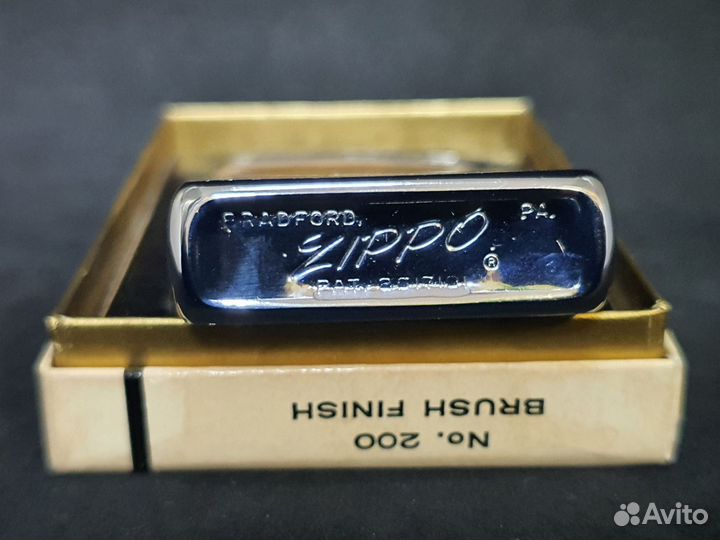 BRADFORD, PA.
ZIPPO
®
PAT. 2517191
No. 200
BRUSH FINISH
Avito